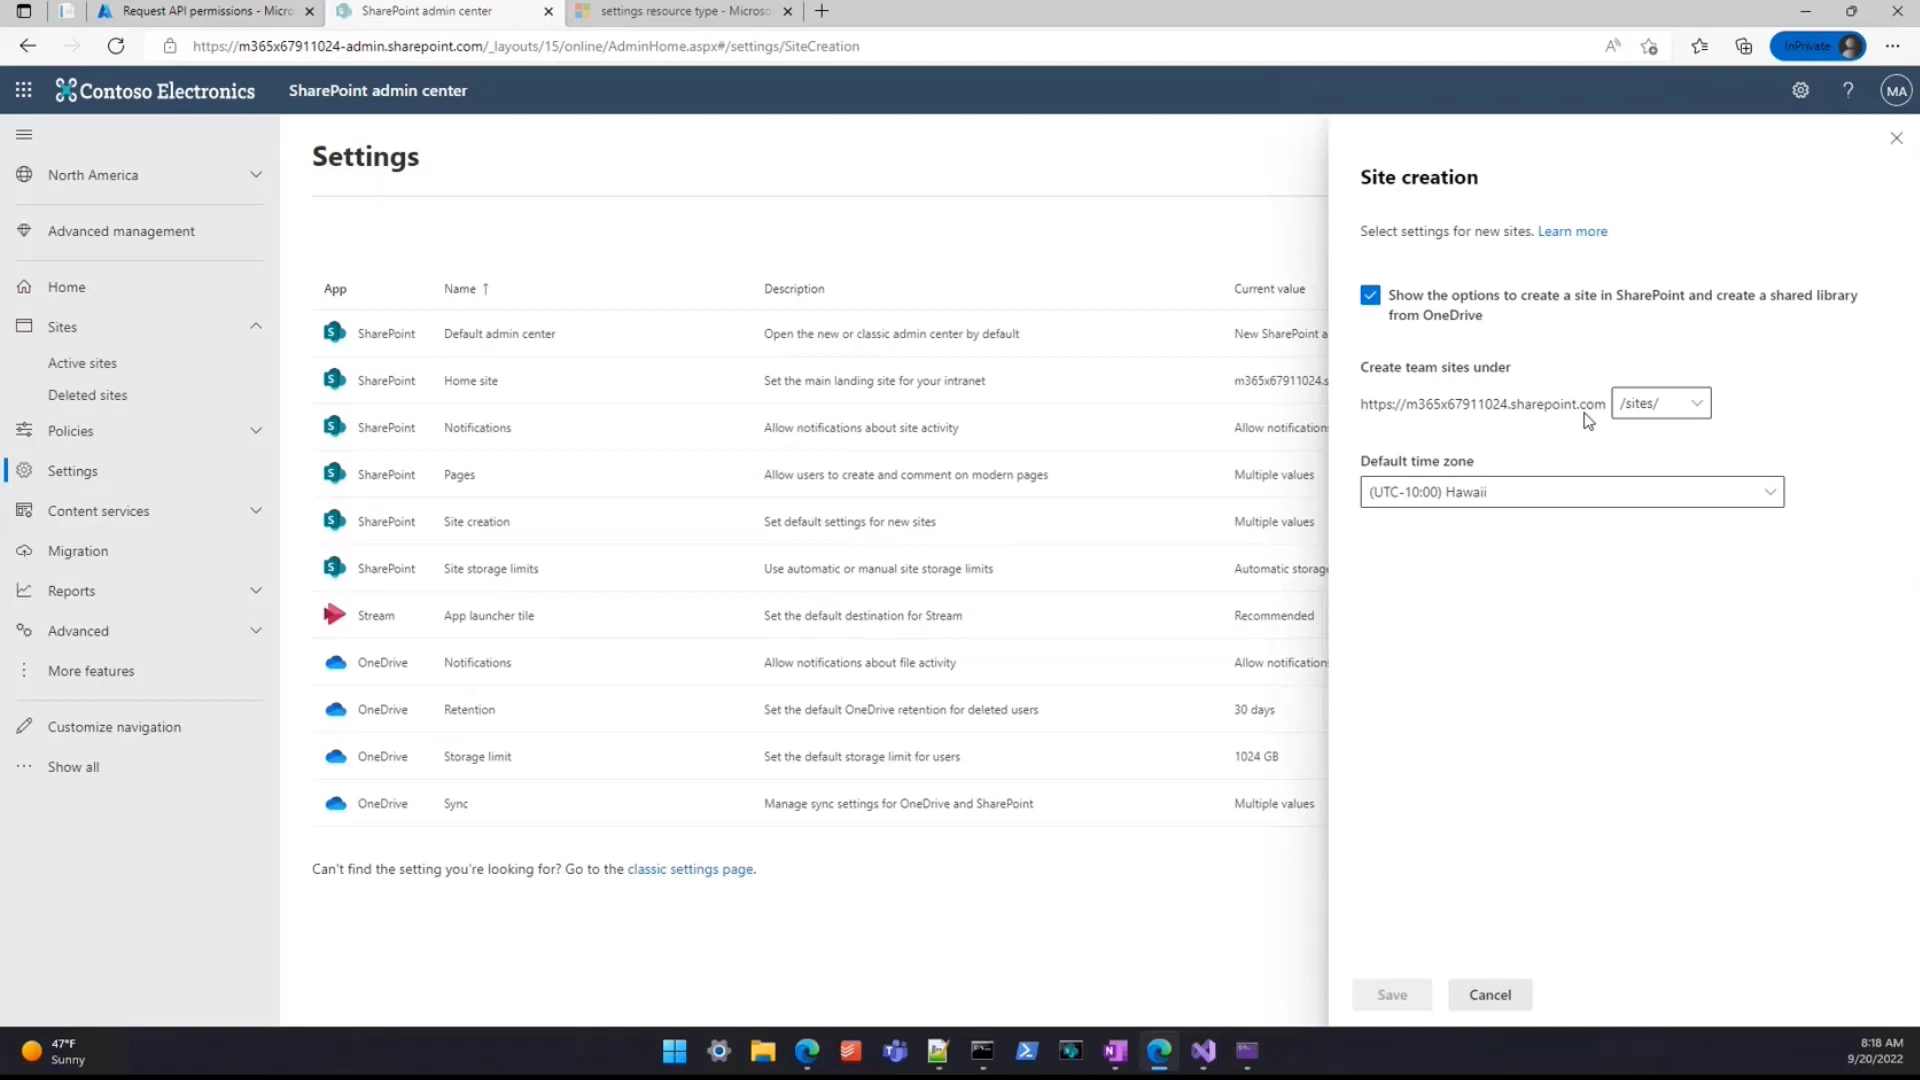 Request API permissions - Micro
SharePoint admin center
settings resource type - Microso
https://m365x67911024-admin.sharepoint.com/_layouts/15/online/AdminHome.aspx#/settings/SiteCreation
InPrivate
Contoso Electronics
SharePoint admin center
?
MA
North America
Advanced management
Home
Sites
Active sites
Deleted sites
Policies
Settings
Content services
Migration
Reports
Advanced
More features
Customize navigation
Show all
Settings
App Name ↑ Description Current value
SharePoint Default admin center Open the new or classic admin center by default New SharePoint a
SharePoint Home site Set the main landing site for your intranet m365x67911024.s
SharePoint Notifications Allow notifications about site activity Allow notifications
SharePoint Pages Allow users to create and comment on modern pages Multiple values
SharePoint Site creation Set default settings for new sites Multiple values
SharePoint Site storage limits Use automatic or manual site storage limits Automatic storage
Stream App launcher tile Set the default destination for Stream Recommended
OneDrive Notifications Allow notifications about file activity Allow notifications
OneDrive Retention Set the default OneDrive retention for deleted users 30 days
OneDrive Storage limit Set the default storage limit for users 1024 GB
OneDrive Sync Manage sync settings for OneDrive and SharePoint Multiple values
Can't find the setting you're looking for? Go to the classic settings page.
Site creation
Select settings for new sites. Learn more
Show the options to create a site in SharePoint and create a shared library
from OneDrive
Create team sites under
https://m365x67911024.sharepoint.com /sites/
Default time zone
(UTC-10:00) Hawaii
Save Cancel
47°F
Sunny
8:18 AM
9/20/2022